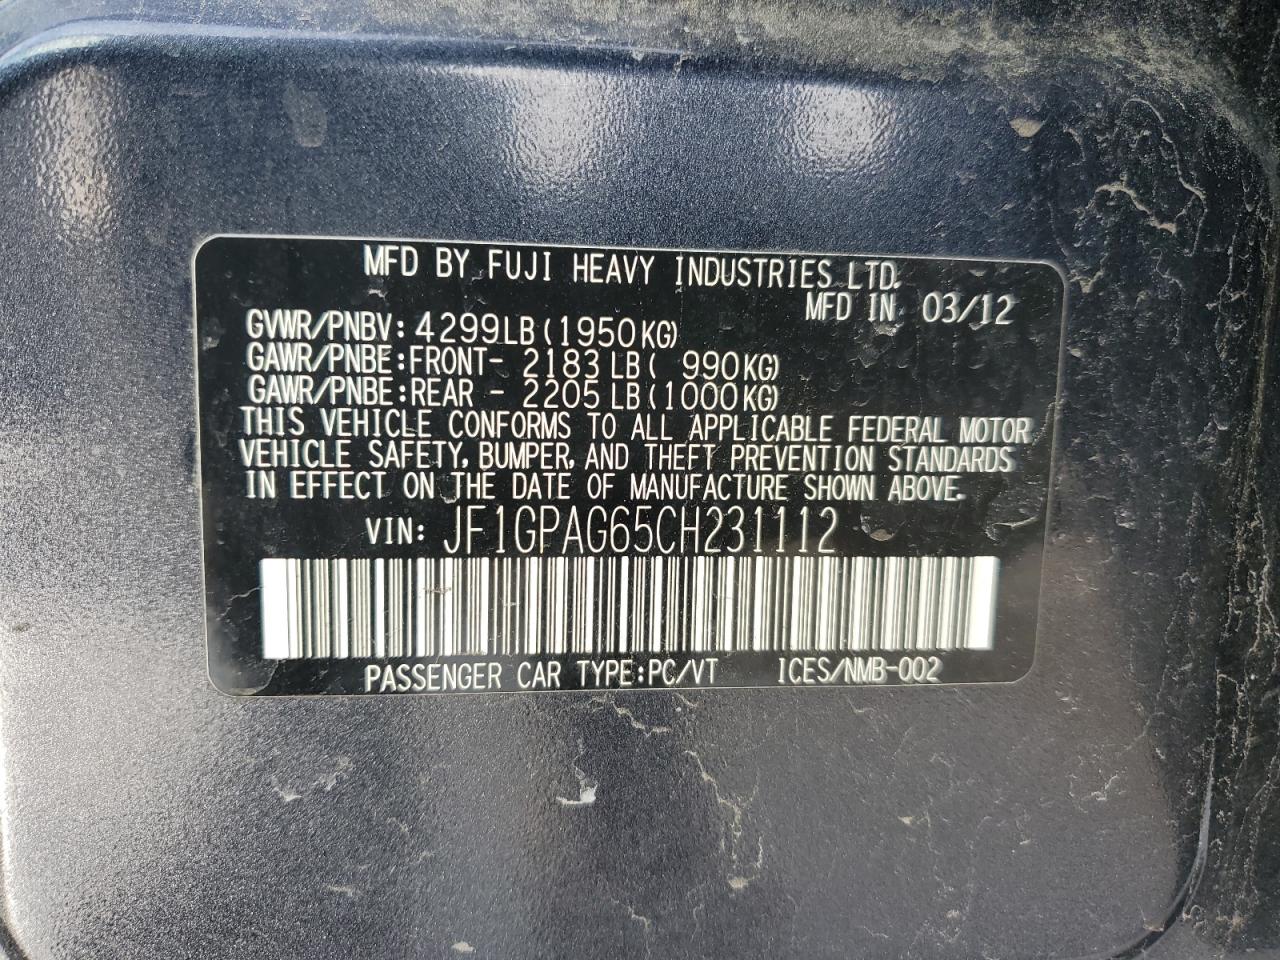 MFD BY FUJI HEAVY INDUSTRIES LTD.
MFD IN 03/12
GVWR/PNBV: 4299LB(1950KG)
GAWR/PNBE:FRONT- 2183LB( 990KG)
GAWR/PNBE:REAR - 2205LB(1000KG)
THIS VEHICLE CONFORMS TO ALL APPLICABLE FEDERAL MOTOR
VEHICLE SAFETY, BUMPER, AND THEFT PREVENTION STANDARDS
IN EFFECT ON THE DATE OF MANUFACTURE SHOWN ABOVE.
VIN: JF1GPAG65CH231112
PASSENGER CAR TYPE:PC/VT ICES/NMB-002